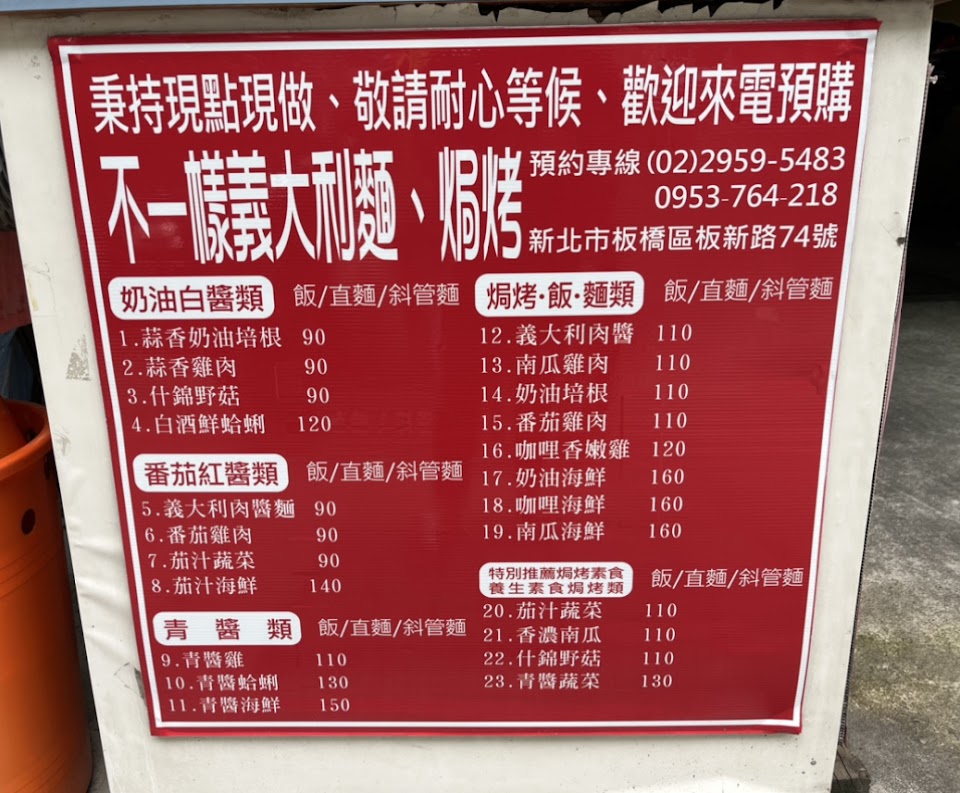 秉持現點現做、敬請耐心等候、歡迎來電預購
不一樣義大利麵、焗烤
預約專線(02)2959-5483
0953-764-218
新北市板橋區板新路74號
奶油白醬類 飯/直麵/斜管麵
1.蒜香奶油培根 90
2.蒜香雞肉 90
3.什錦野菇 90
4.白酒鮮蛤蜊 120
番茄紅醬類 飯/直麵/斜管麵
5.義大利肉醬麵 90
6.番茄雞肉 90
7.茄汁蔬菜 90
8.茄汁海鮮 140
青醬類 飯/直麵/斜管麵
9.青醬雞 110
10.青醬蛤蜊 130
11.青醬海鮮 150
焗烤·飯·麵類 飯/直麵/斜管麵
12.義大利肉醬 110
13.南瓜雞肉 110
14.奶油培根 110
15.番茄雞肉 110
16.咖哩香嫩雞 120
17.奶油海鮮 160
18.咖哩海鮮 160
19.南瓜海鮮 160
特別推薦焗烤素食
養生素食焗烤類 飯/直麵/斜管麵
20.茄汁蔬菜 110
21.香濃南瓜 110
22.什錦野菇 110
23.青醬蔬菜 130